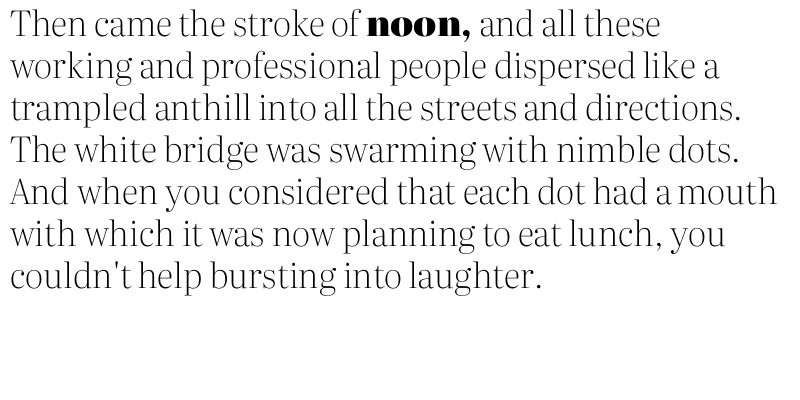 Then came the stroke of noon, and all these
working and professional people dispersed like a
trampled anthill into all the streets and directions.
The white bridge was swarming with nimble dots.
And when you considered that each dot had a mouth
with which it was now planning to eat lunch, you
couldn't help bursting into laughter.